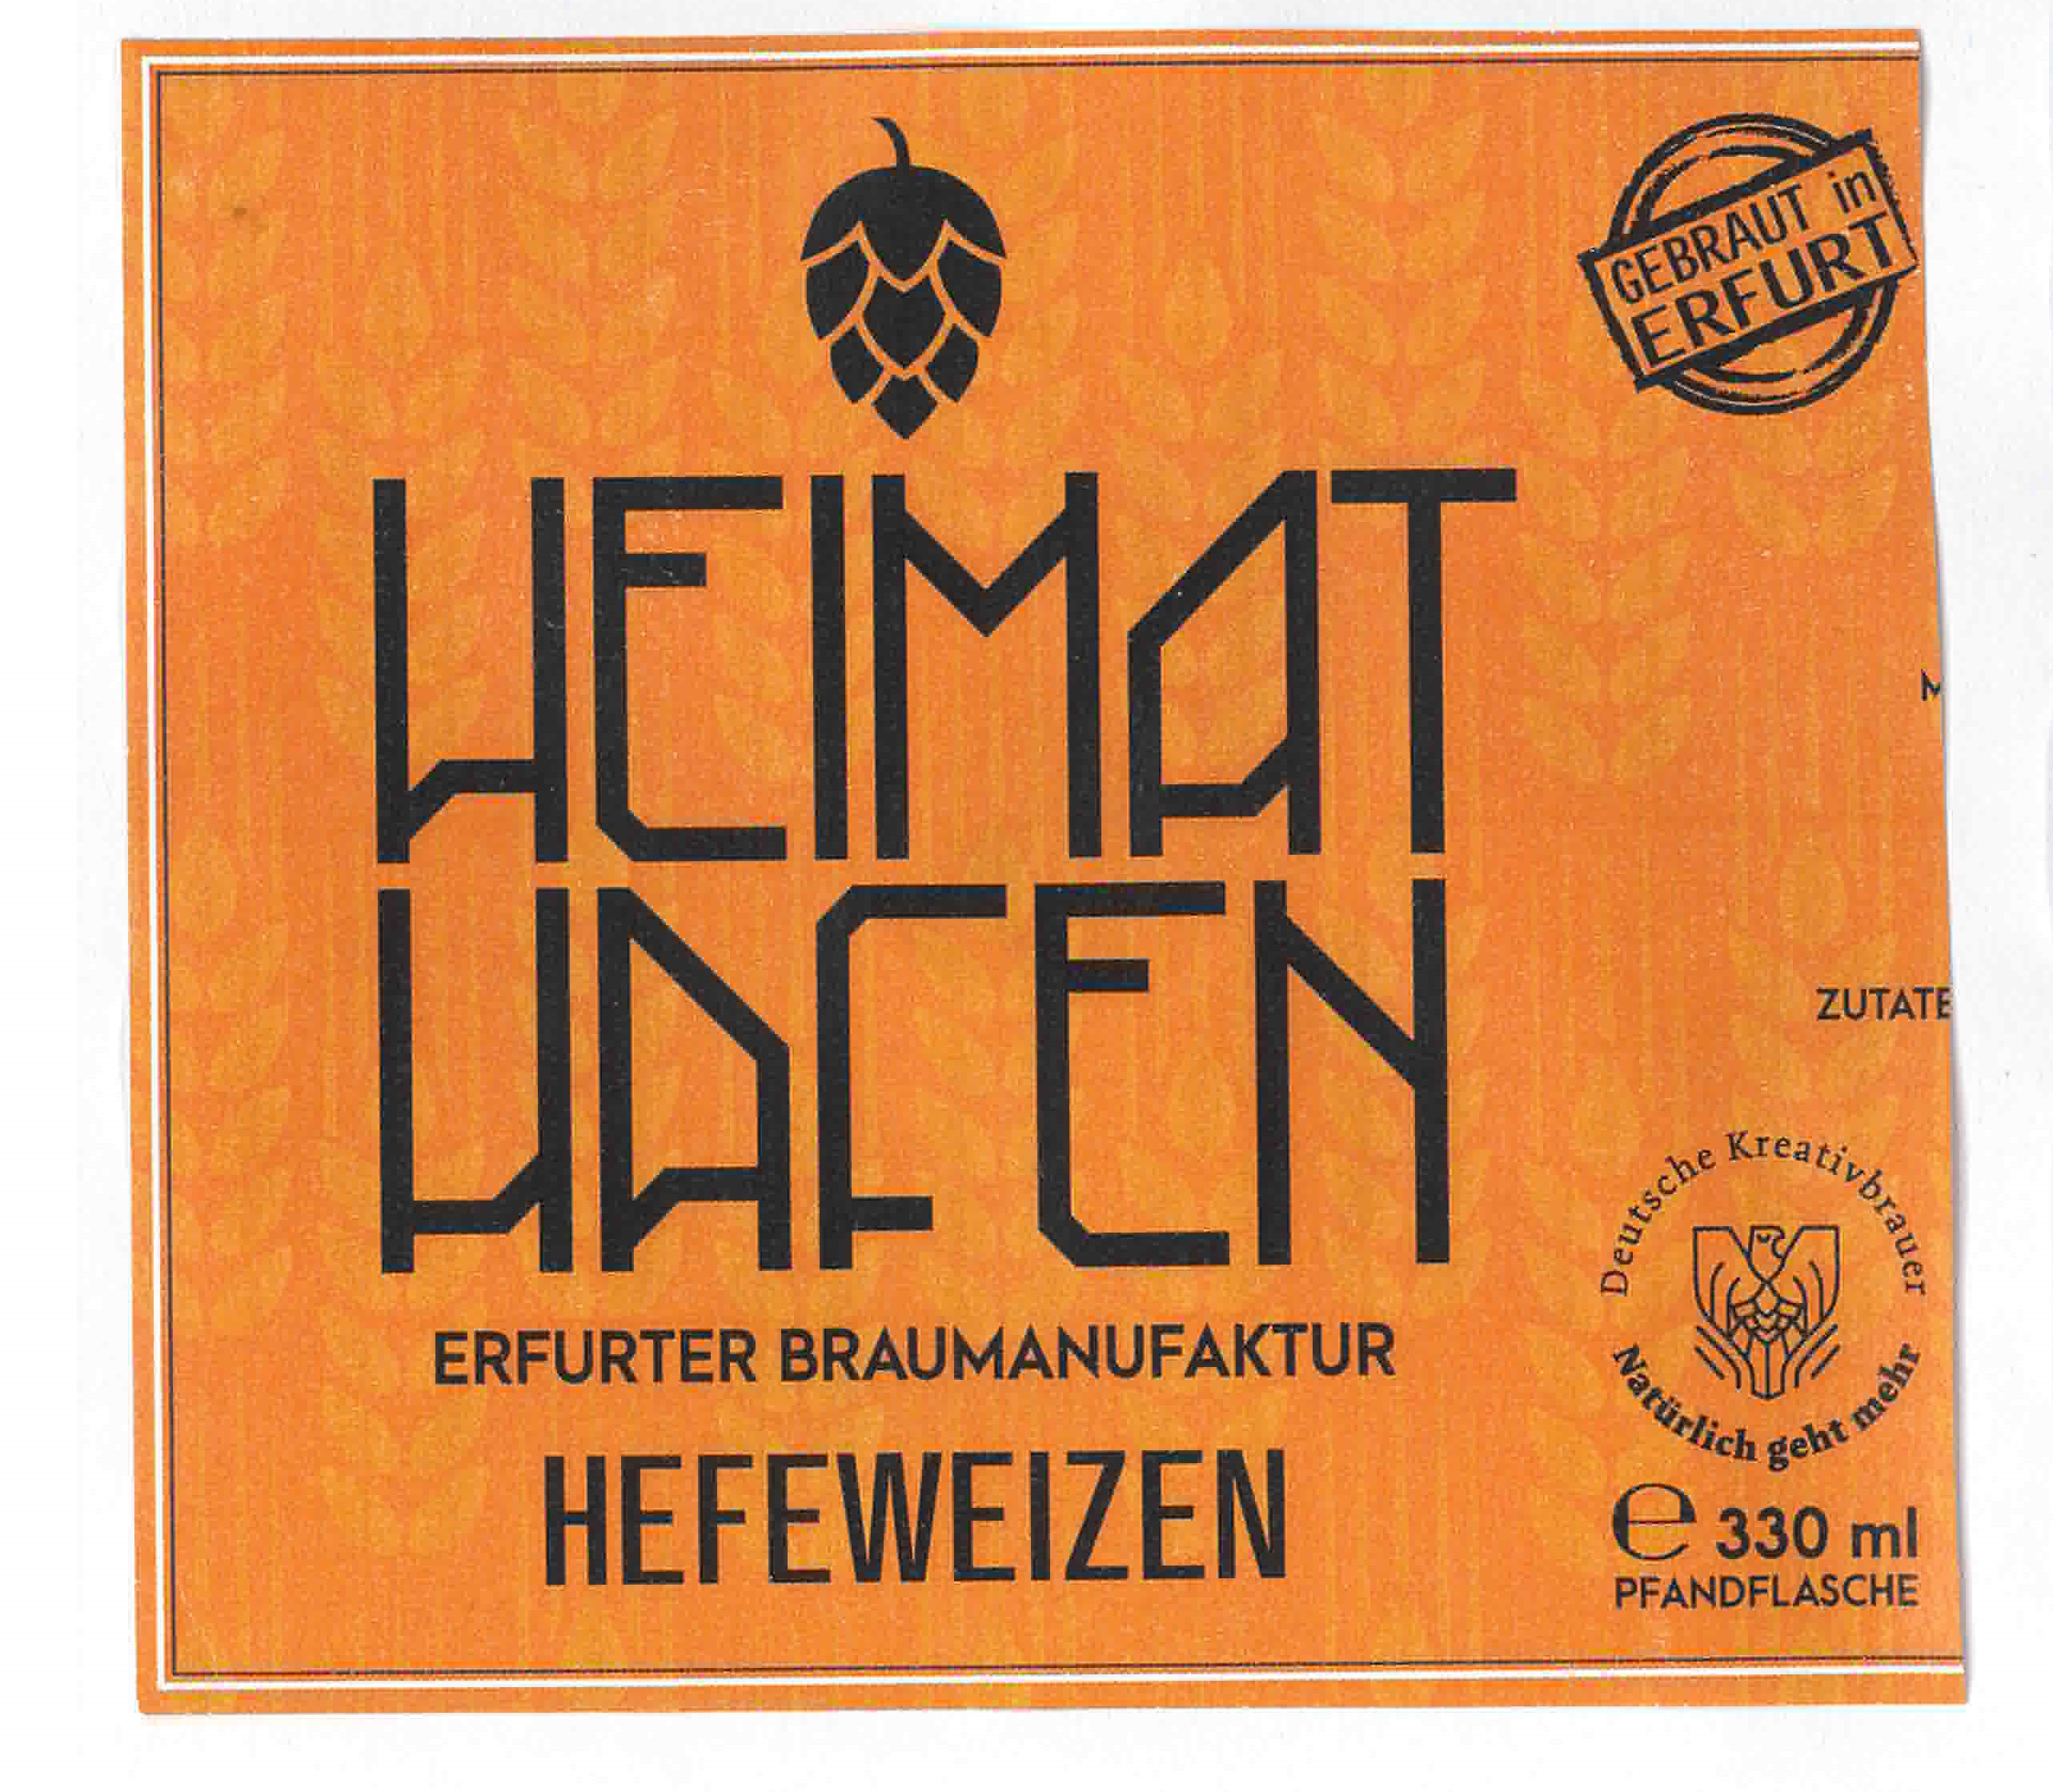 GEBRAUT in
ERFURT
HEIMAT
HAFEN
ERFURTER BRAUMANUFAKTUR
HEFEWEIZEN
ZUTATE
Deutsche Kreativbrauer
Natürlich geht mehr
e 330 ml
PFANDFLASCHE